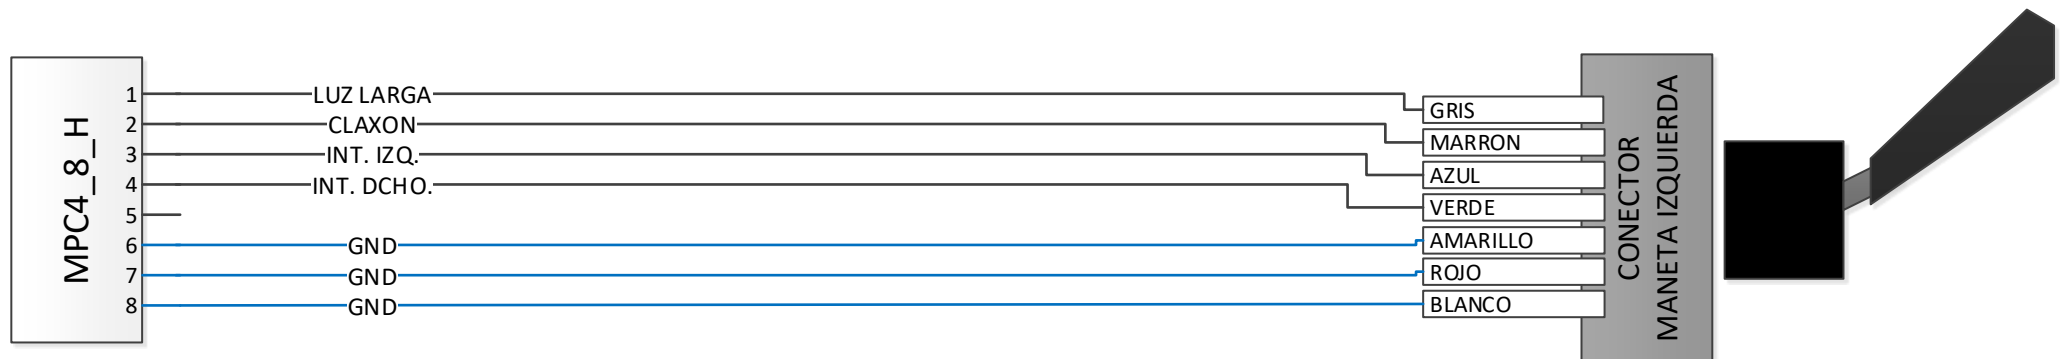 MPC4_8_H
1 LUZ LARGA GRIS
2 CLAXON MARRON
3 INT. IZQ. AZUL
4 INT. DCHO. VERDE
5
6 GND AMARILLO
7 GND ROJO
8 GND BLANCO
CONECTOR
MANETA IZQUIERDA